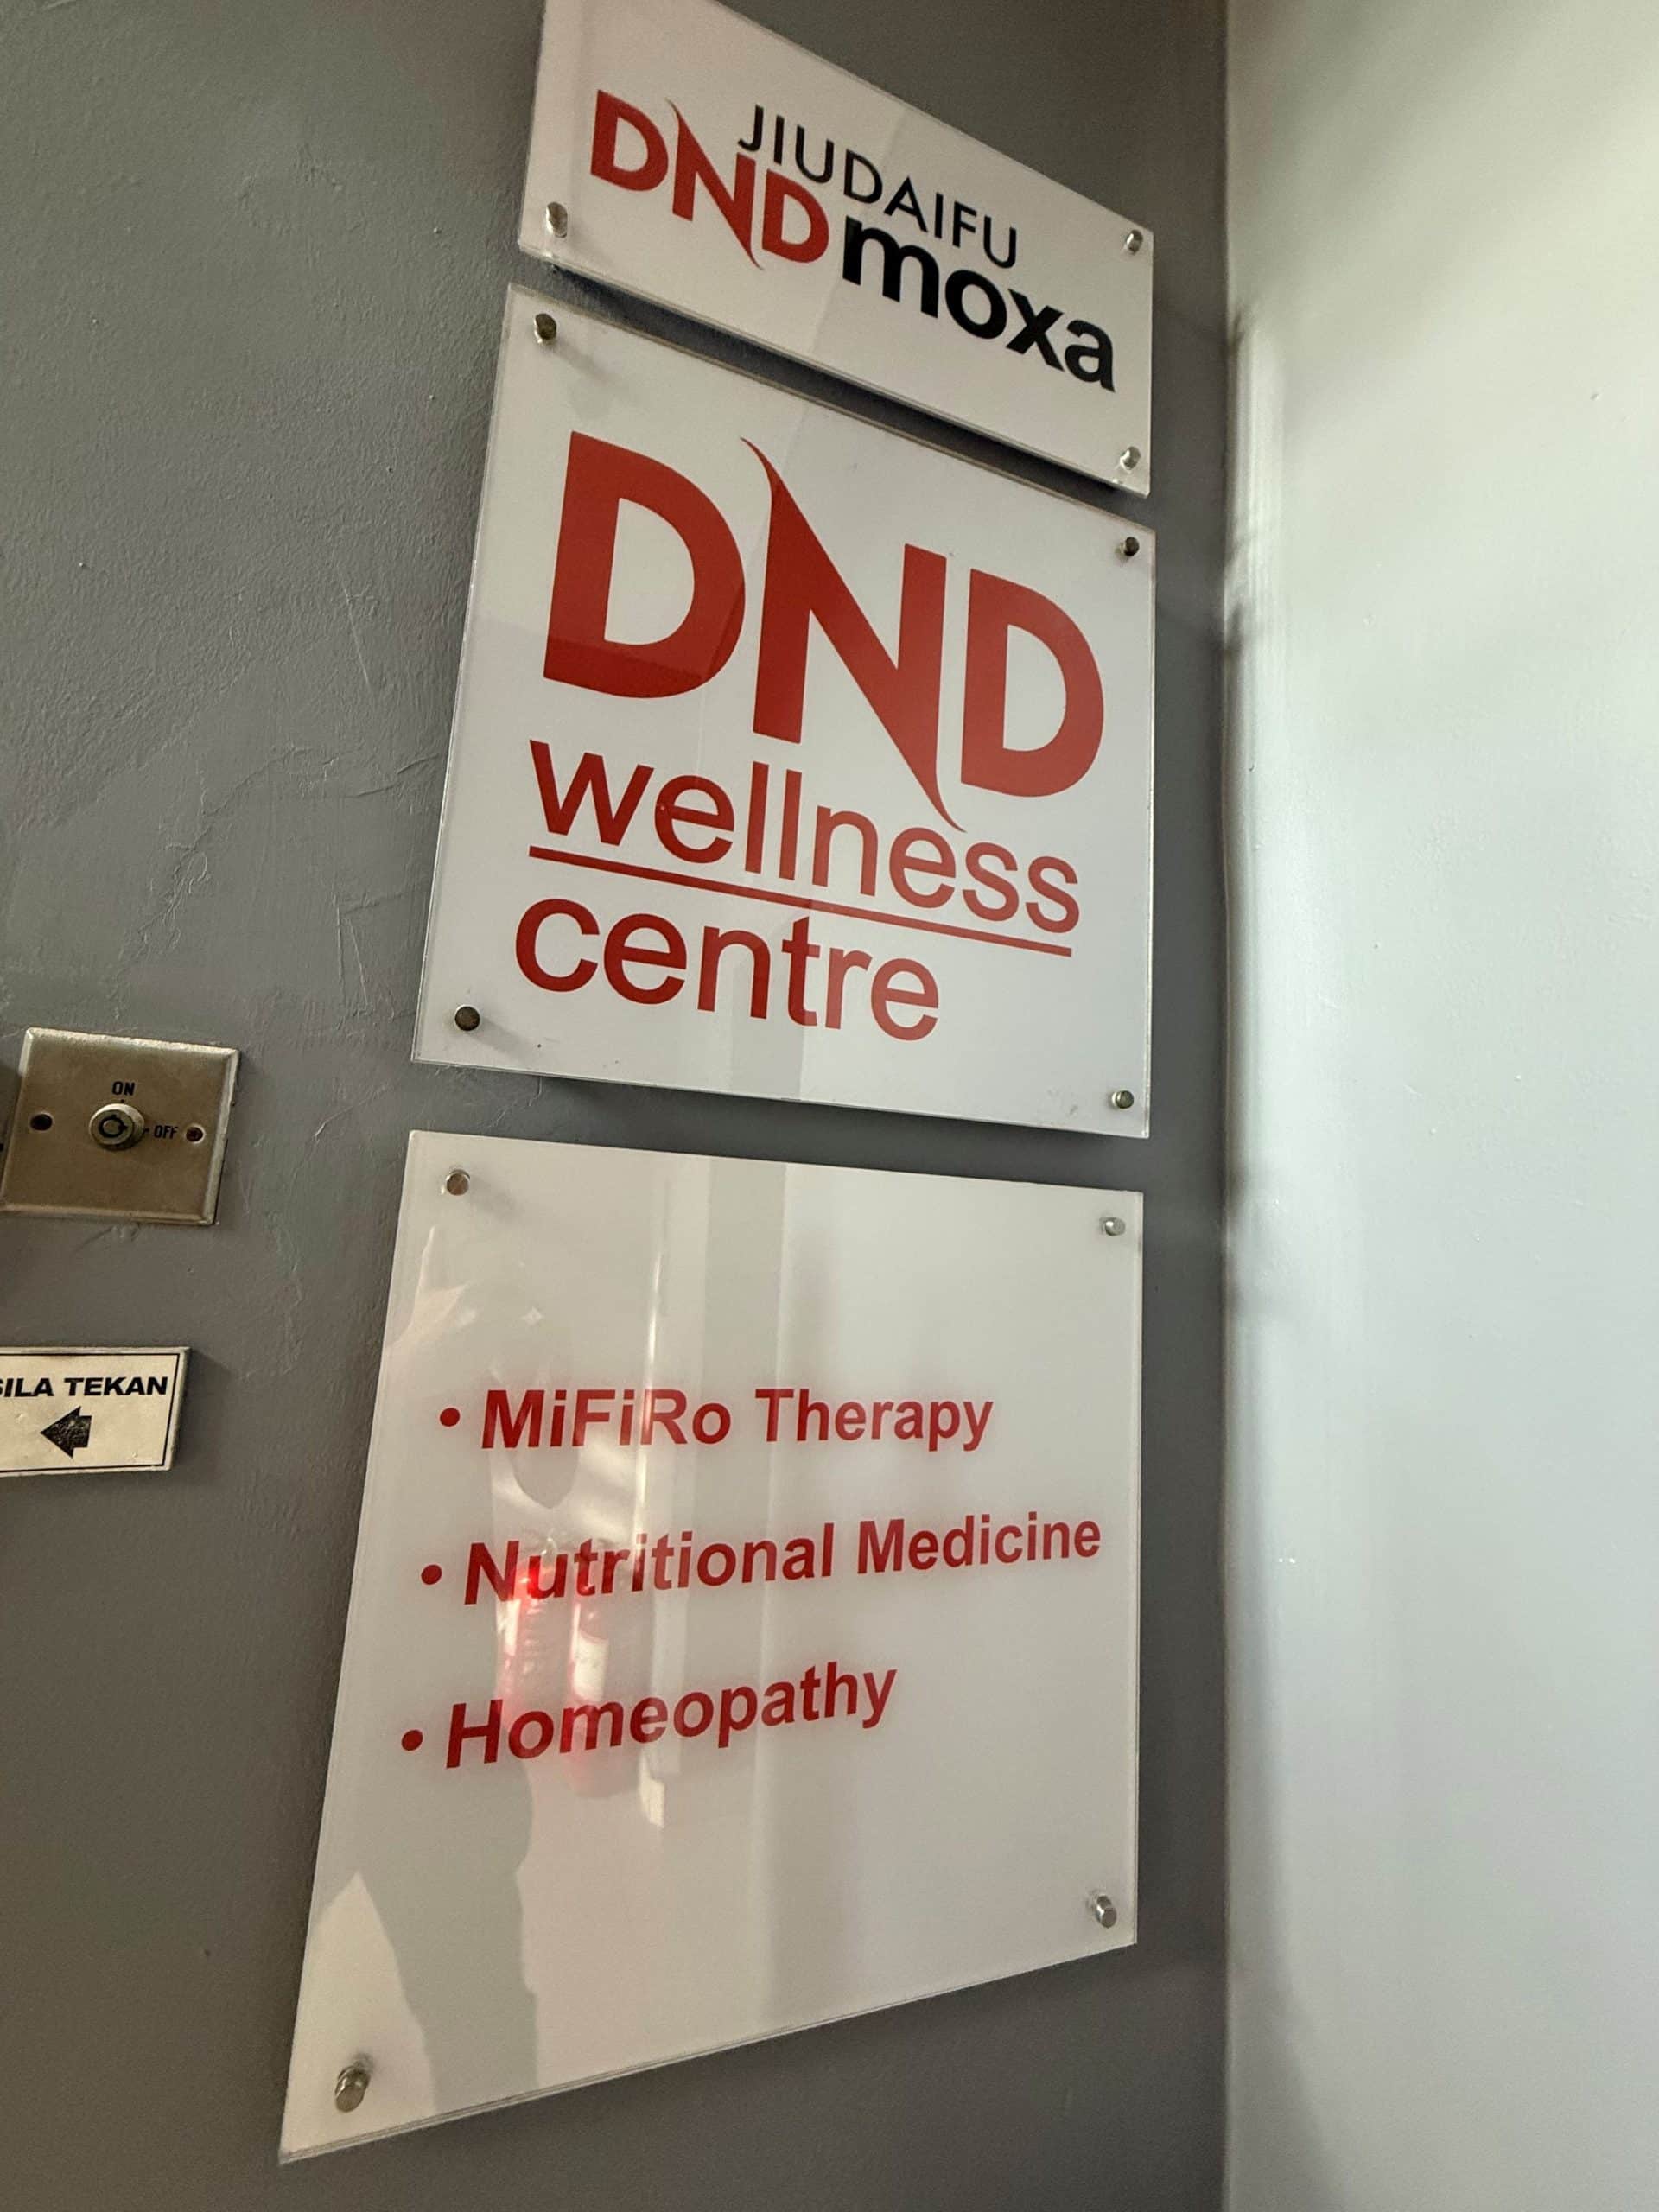 JIUDAIFU
DND moxa
DND
wellness
centre
ON
OFF
SILA TEKAN
• MiFiRo Therapy
• Nutritional Medicine
• Homeopathy